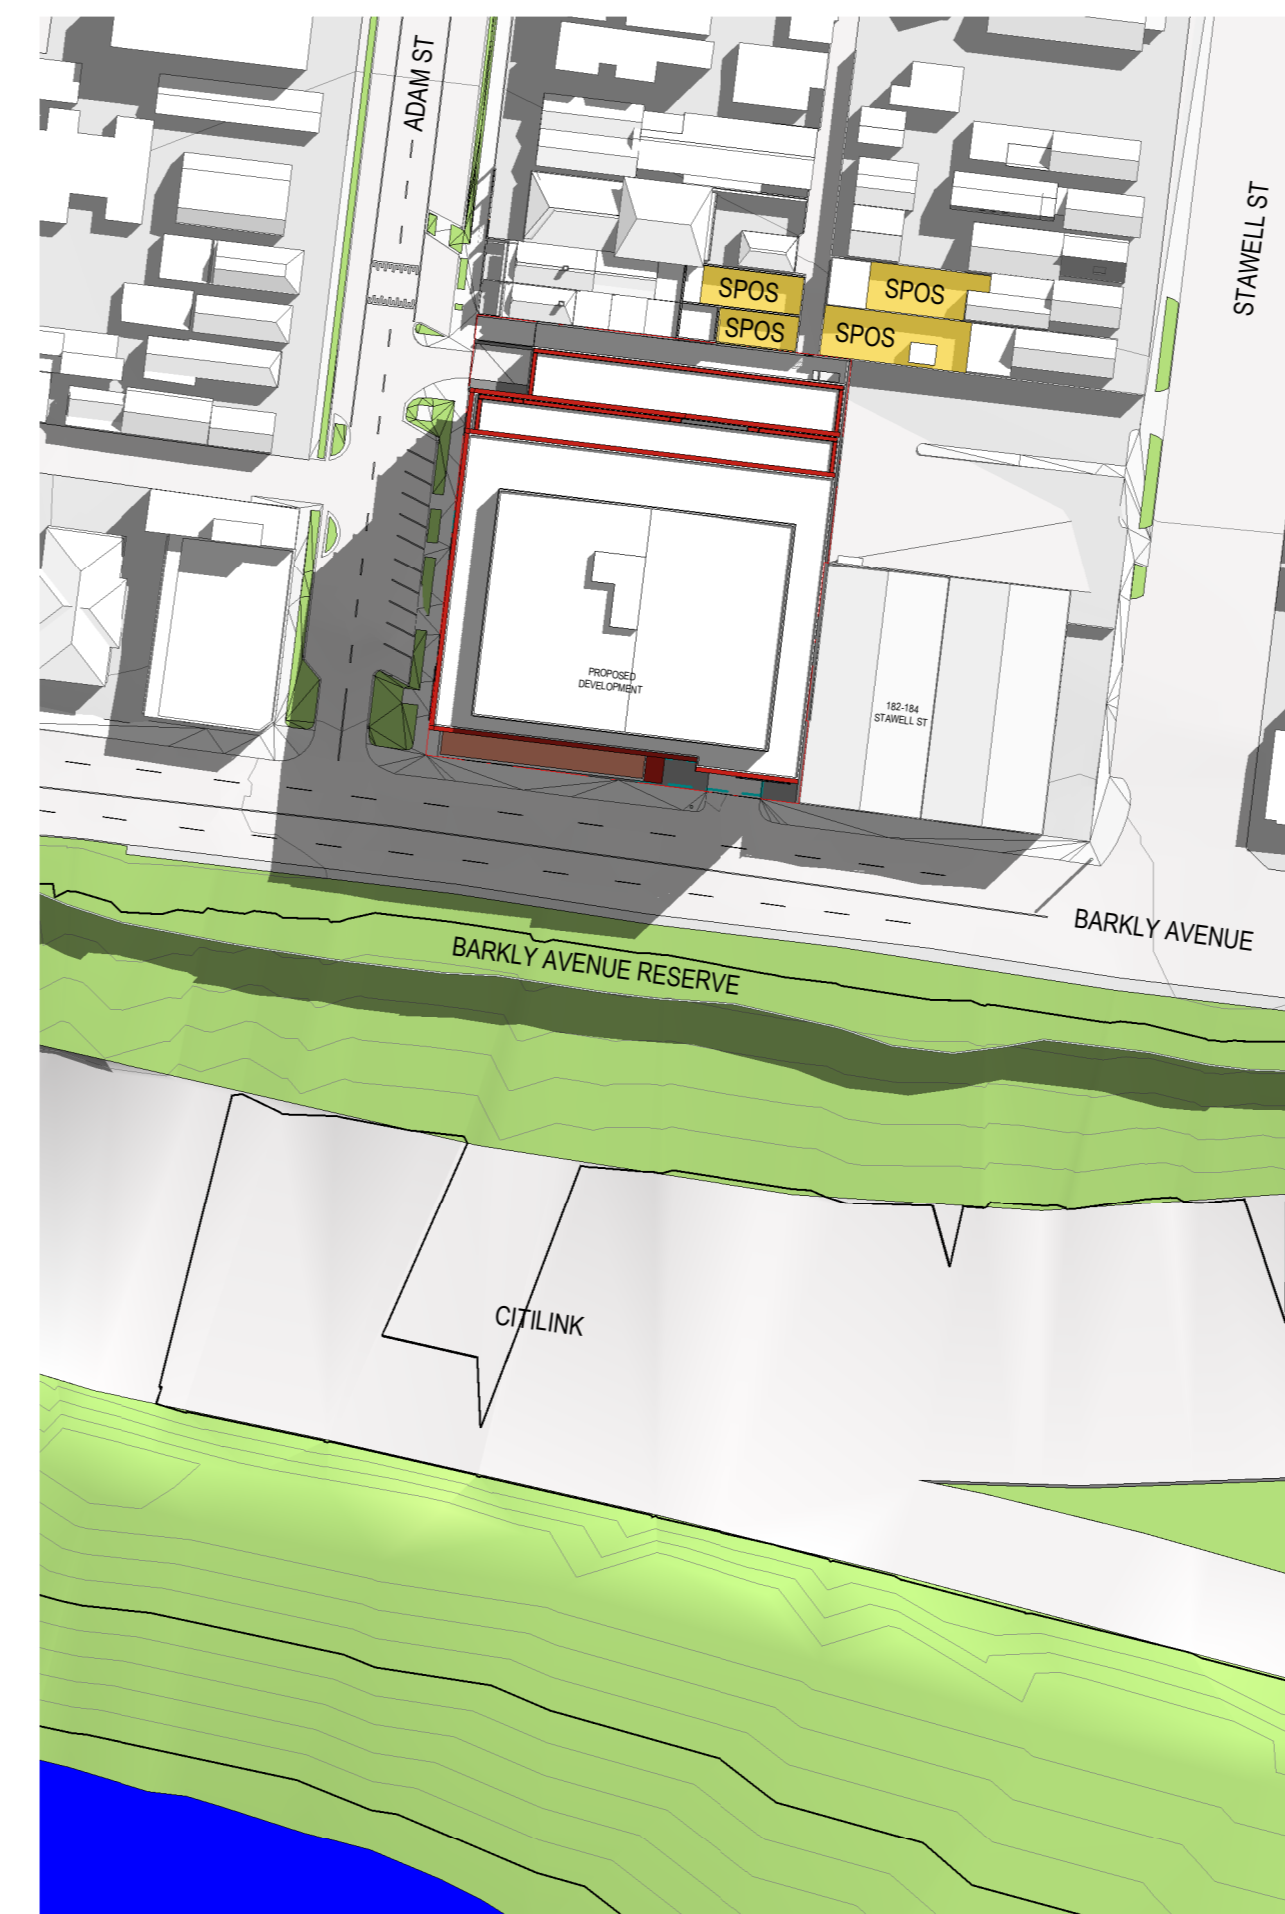 ADAM ST
STAWELL ST
SPOS
SPOS
SPOS
SPOS
PROPOSED
DEVELOPMENT
182-184
STAWELL ST
BARKLY AVENUE
BARKLY AVENUE RESERVE
CITILINK